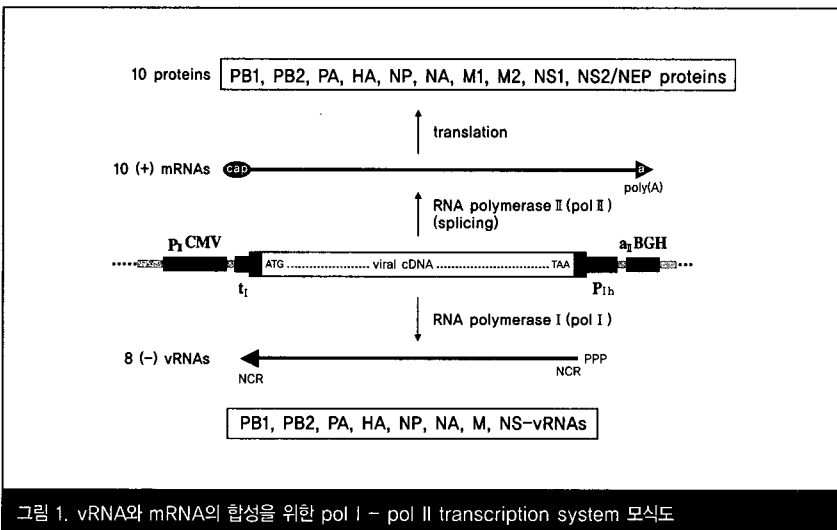 10 proteins PB1, PB2, PA, HA, NP, NA, M1, M2, NS1, NS2/NEP proteins
translation
10 (+) mRNAs cap a
poly(A)
RNA polymerase Ⅱ (pol Ⅱ)
(splicing)
PⅡ CMV aⅡ BGH
ATG ........................ viral cDNA ........................ TAA
tⅠ PⅠh
RNA polymerase Ⅰ (pol Ⅰ)
8 (-) vRNAs PPP
NCR NCR
PB1, PB2, PA, HA, NP, NA, M, NS-vRNAs
그림 1. vRNA와 mRNA의 합성을 위한 pol Ⅰ - pol Ⅱ transcription system 모식도